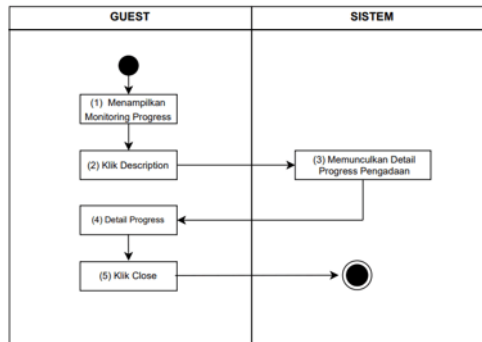 GUEST
SISTEM
(1) Menampilkan
Monitoring Progress
(2) Klik Description
(3) Memunculkan Detail
Progress Pengadaan
(4) Detail Progress
(5) Klik Close